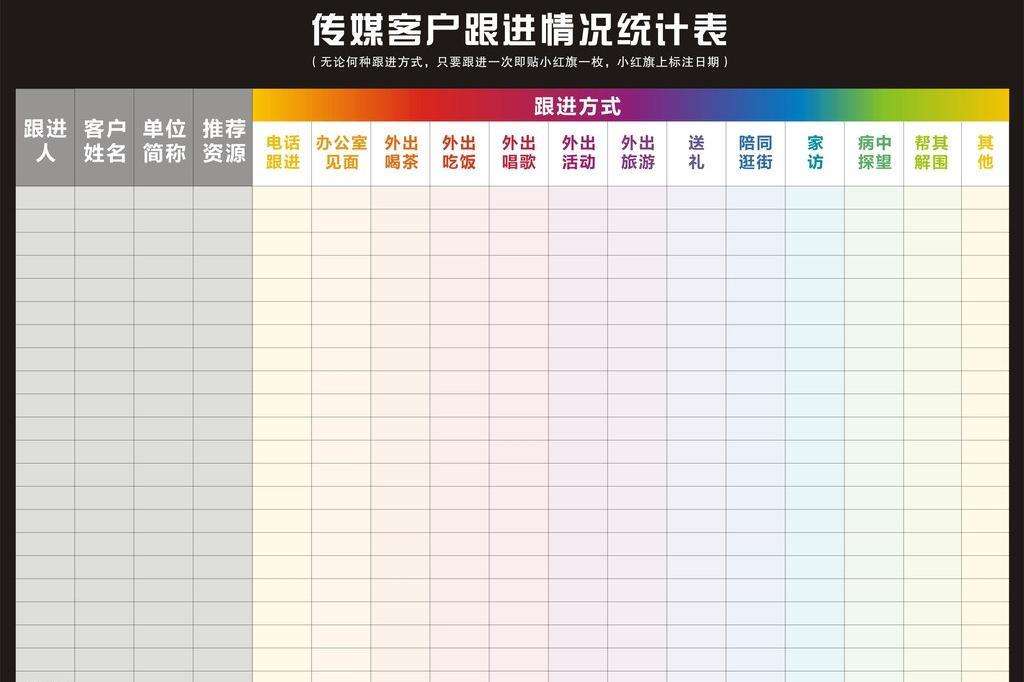 传媒客户跟进情况统计表
（无论何种跟进方式，只要跟进一次即贴小红旗一枚，小红旗上标注日期）
跟进方式
跟进
人
客户
姓名
单位
简称
推荐
资源
电话
跟进
办公室
见面
外出
喝茶
外出
吃饭
外出
唱歌
外出
活动
外出
旅游
送
礼
陪同
逛街
家
访
病中
探望
帮其
解围
其
他